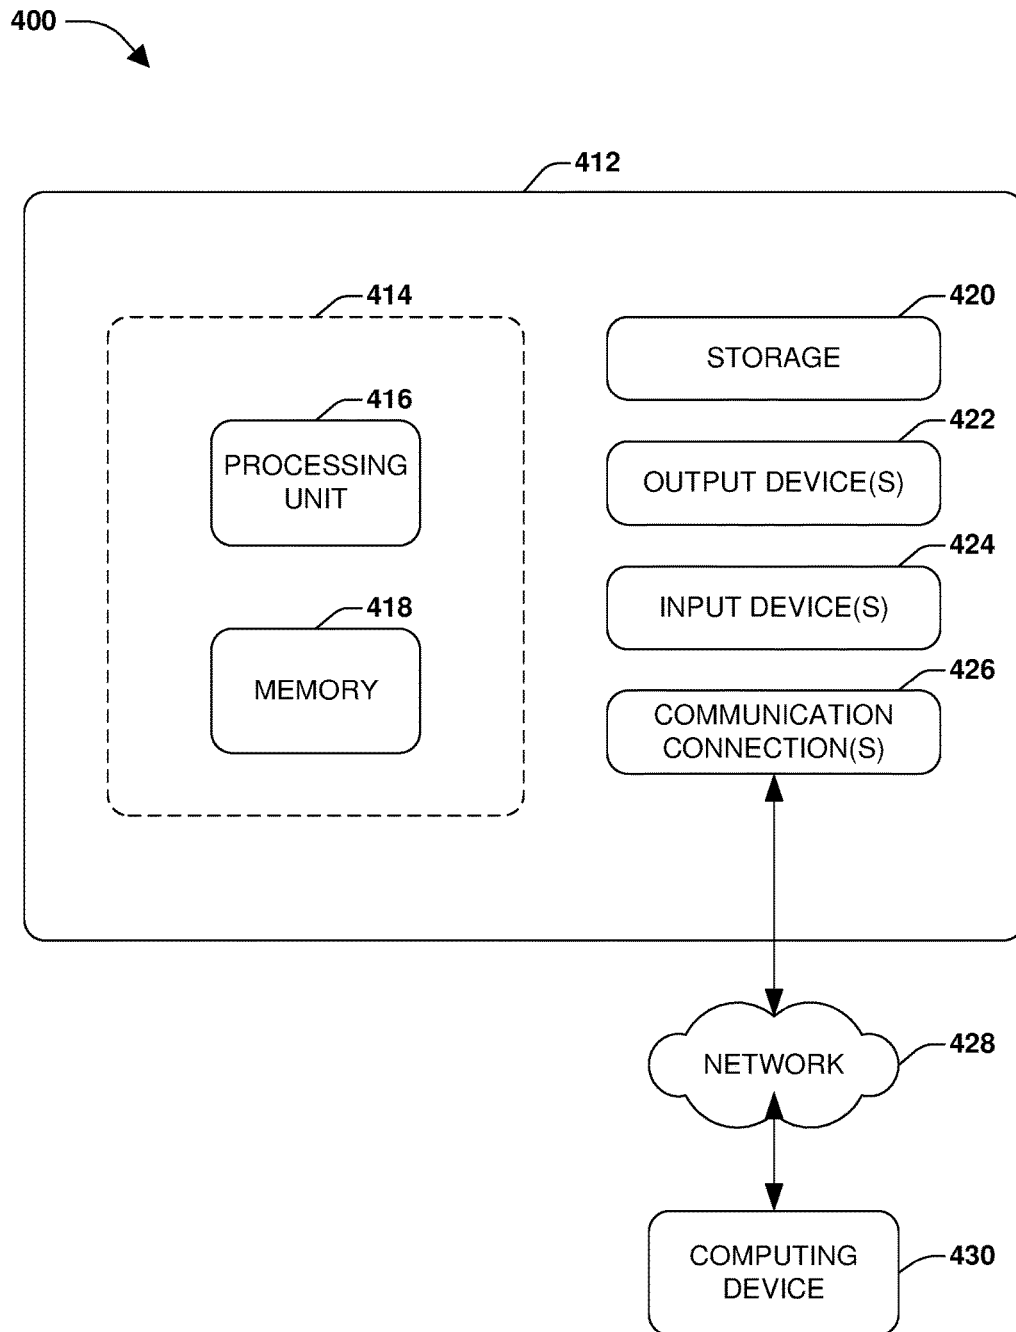 400
412
414
420
STORAGE
416
422
PROCESSING
UNIT
OUTPUT DEVICE(S)
424
INPUT DEVICE(S)
418
MEMORY
426
COMMUNICATION
CONNECTION(S)
NETWORK
428
COMPUTING
DEVICE
430